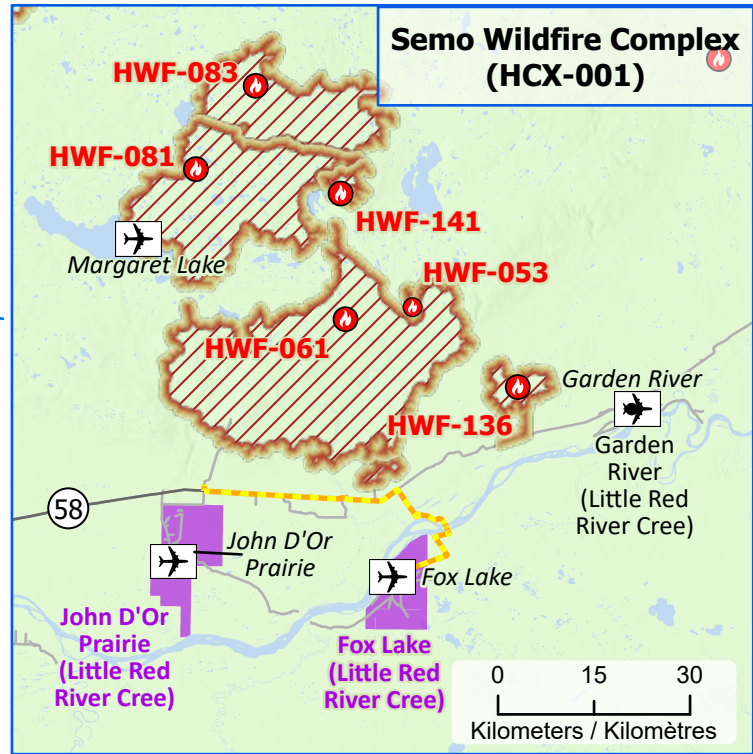 Semo Wildfire Complex
(HCX-001)
HWF-083
HWF-081
HWF-141
Margaret Lake
HWF-053
HWF-061
Garden River
HWF-136
Garden
River
(Little Red
River Cree)
58
John D'Or
Prairie
Fox Lake
John D'Or
Prairie
(Little Red
River Cree)
Fox Lake
(Little Red
River Cree)
0 15 30
Kilometers / Kilomètres